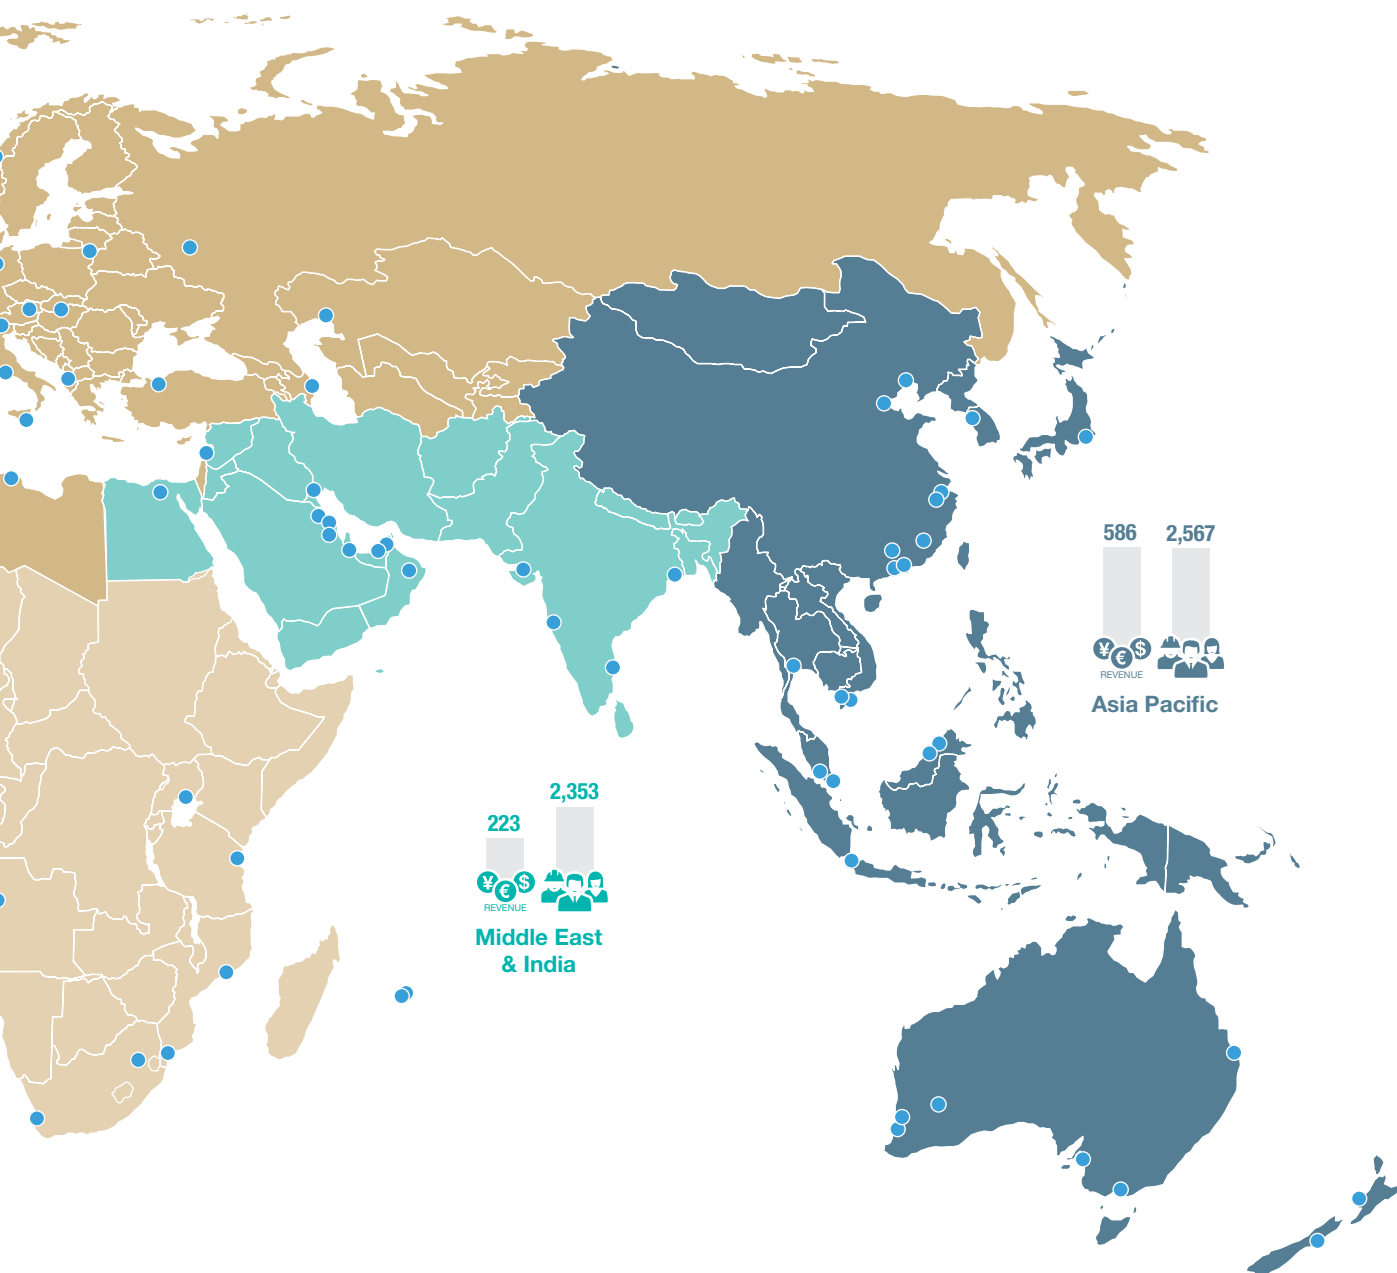 586 2,567
¥ € $
REVENUE
Asia Pacific
2,353
223
¥ € $
REVENUE
Middle East
& India